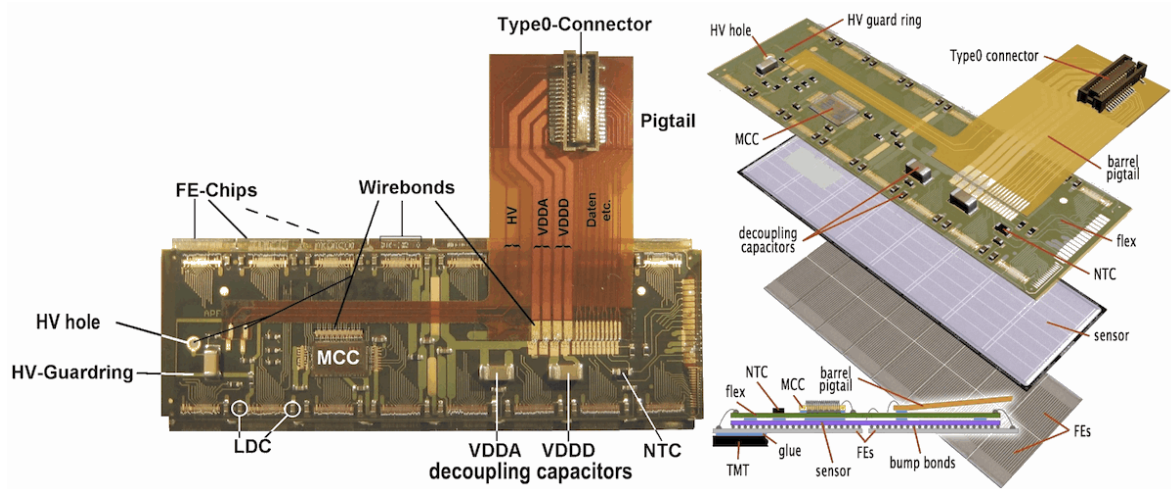 Type0-Connector
Pigtail
FE-Chips
Wirebonds
HV
VDDA
VDDD
Daten
etc.
HV hole
MCC
HV-Guardring
LDC
VDDA
VDDD
NTC
decoupling capacitors
HV guard ring
HV hole
Type0 connector
MCC
barrel
pigtail
decoupling
capacitors
flex
NTC
sensor
barrel
pigtail
NTC
MCC
flex
FEs
glue
FEs
TMT
sensor
bump bonds